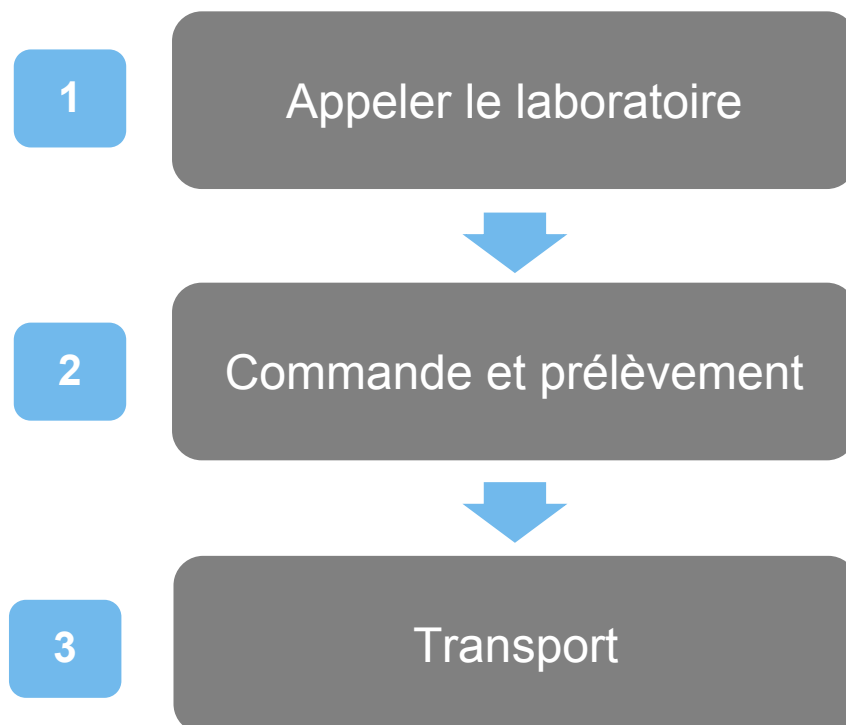 1
Appeler le laboratoire
2
Commande et prélèvement
3
Transport